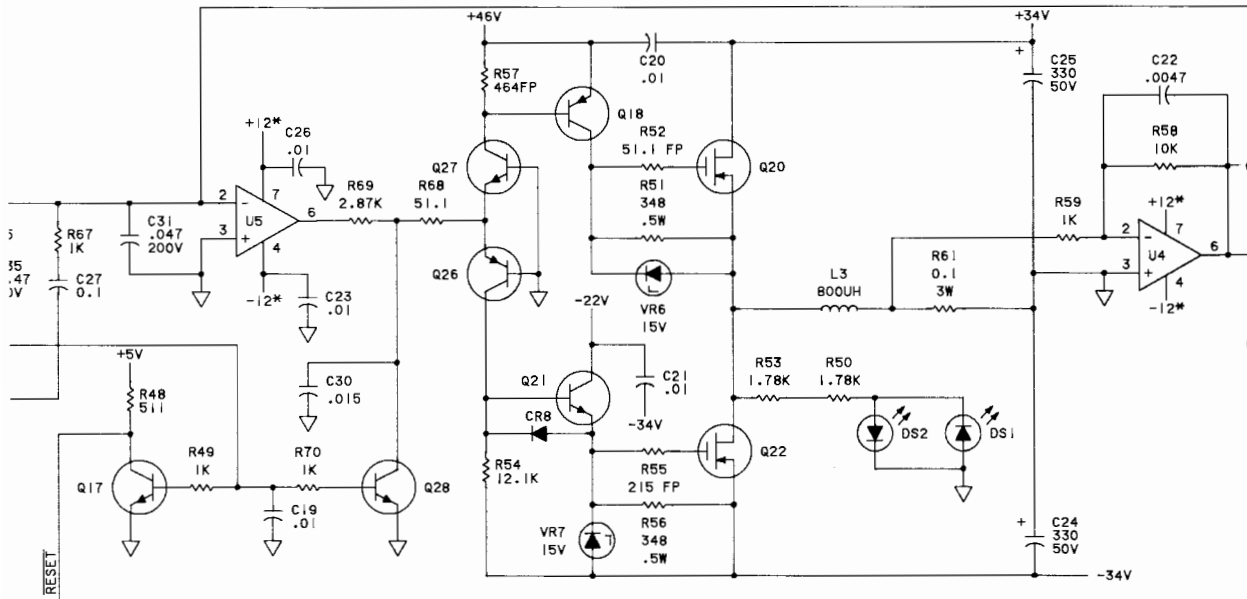 +46V
+34V
C20
.01
R57
464FP
Q18
C25
330
50V
+
C22
.0047
+12*
C26
.01
R52
51.1 FP
Q20
R58
10K
Q27
R51
348
.5W
R69
2.87K
R68
51.1
2
7
-
U5
6
3
+
4
C31
.047
200V
R67
1K
R59
1K
+12*
2
7
-
U4
6
3
+
4
-12*
5
35
.47
0V
C27
0.1
Q26
L3
800UH
R61
0.1
3W
-12*
C23
.01
-22V
VR6
15V
+5V
R48
511
C30
.015
Q21
C21
.01
-34V
R53
1.78K
R50
1.78K
CR8
DS2
DS1
Q17
R49
1K
R70
1K
Q28
R54
12.1K
R55
215 FP
Q22
C19
.01
VR7
15V
R56
348
.5W
+
C24
330
50V
-34V
RESET